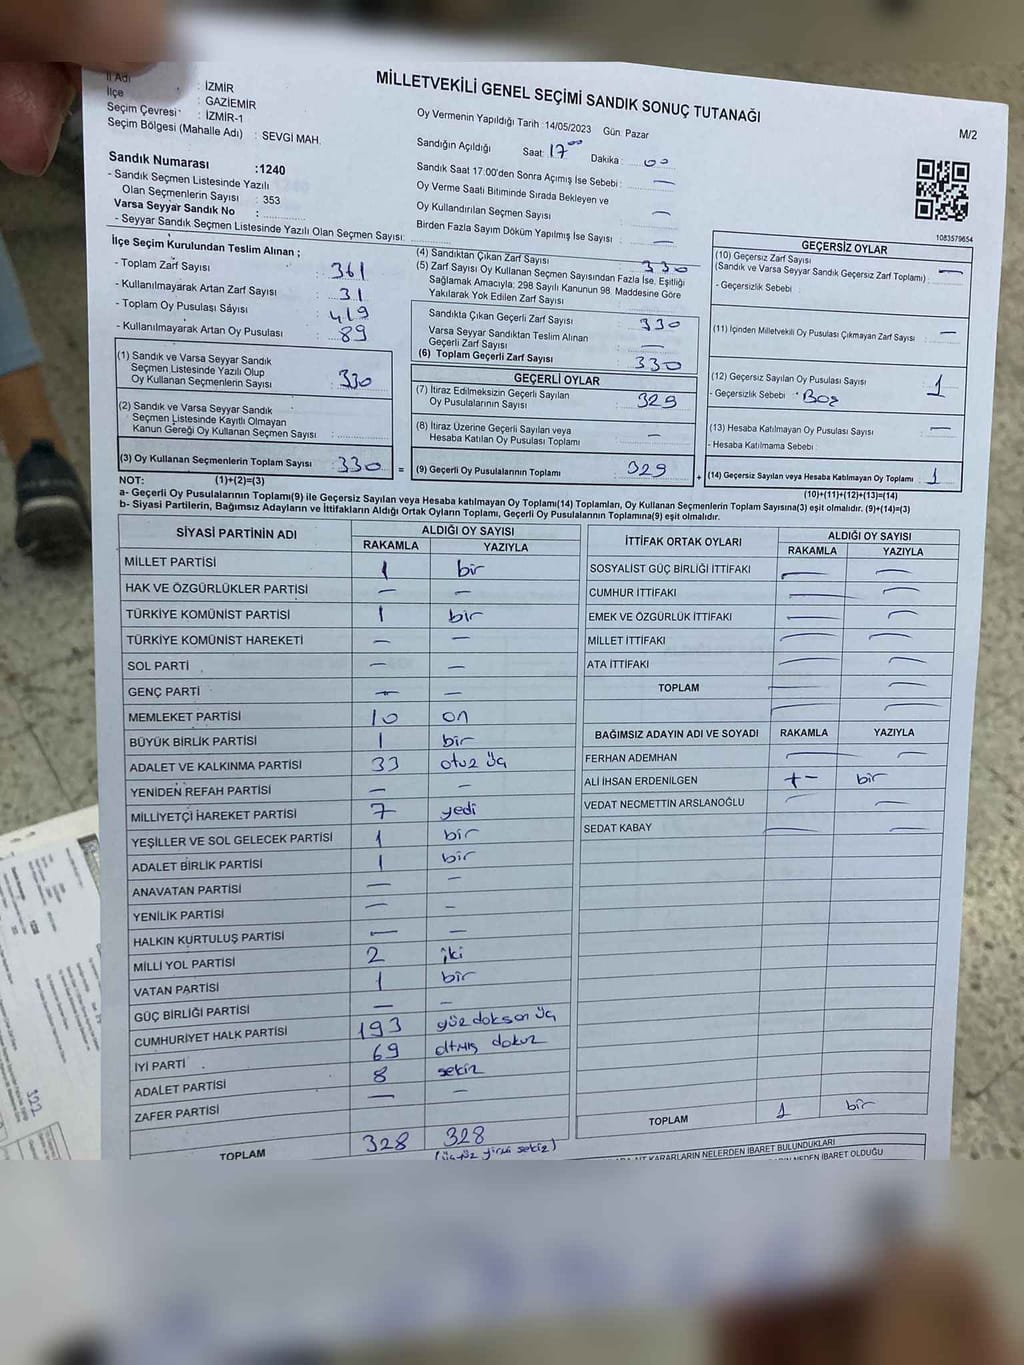 MİLLETVEKİLİ GENEL SEÇİMİ SANDIK SONUÇ TUTANAĞI
M/2
İl Adı : İZMİR
İlçe : GAZİEMİR
Seçim Çevresi : İZMİR-1
Seçim Bölgesi (Mahalle Adı) : SEVGİ MAH.
Sandık Numarası :1240
- Sandık Seçmen Listesinde Yazılı
Olan Seçmenlerin Sayısı : 353
Varsa Seyyar Sandık No :
- Seyyar Sandık Seçmen Listesinde Yazılı Olan Seçmen Sayısı:
Oy Vermenin Yapıldığı Tarih :14/05/2023 Gün: Pazar
Sandığın Açıldığı Saat: 17 00 Dakika : 00
Sandık Saat 17.00'den Sonra Açımış İse Sebebi : —
Oy Verme Saati Bitiminde Sırada Bekleyen ve
Oy Kullandırılan Seçmen Sayısı : —
Birden Fazla Sayım Döküm Yapılmış İse Sayısı : —
1083579654
İlçe Seçim Kurulundan Teslim Alınan ;
- Toplam Zarf Sayısı : 361
- Kullanılmayarak Artan Zarf Sayısı : 31
- Toplam Oy Pusulası Sayısı : 419
- Kullanılmayarak Artan Oy Pusulası : 89
(1) Sandık ve Varsa Seyyar Sandık
Seçmen Listesinde Yazılı Olup
Oy Kullanan Seçmenlerin Sayısı : 330
(2) Sandık ve Varsa Seyyar Sandık
Seçmen Listesinde Kayıtlı Olmayan
Kanun Gereği Oy Kullanan Seçmen Sayısı :
(3) Oy Kullanan Seçmenlerin Toplam Sayısı : 330 =
(4) Sandıktan Çıkan Zarf Sayısı : 330
(5) Zarf Sayısı Oy Kullanan Seçmen Sayısından Fazla İse, Eşitliği
Sağlamak Amacıyla; 298 Sayılı Kanunun 98. Maddesine Göre
Yakılarak Yok Edilen Zarf Sayısı :
Sandıkta Çıkan Geçerli Zarf Sayısı : 330
Varsa Seyyar Sandıktan Teslim Alınan
Geçerli Zarf Sayısı : —
(6) Toplam Geçerli Zarf Sayısı : 330
GEÇERLİ OYLAR
(7) İtiraz Edilmeksizin Geçerli Sayılan
Oy Pusulalarının Sayısı : 329
(8) İtiraz Üzerine Geçerli Sayılan veya
Hesaba Katılan Oy Pusulası Toplamı : —
(9) Geçerli Oy Pusulalarının Toplamı : 329 +
GEÇERSİZ OYLAR
(10) Geçersiz Zarf Sayısı
(Sandık ve Varsa Seyyar Sandık Geçersiz Zarf Toplamı) : —
- Geçersizlik Sebebi :
(11) İçinden Milletvekili Oy Pusulası Çıkmayan Zarf Sayısı : —
(12) Geçersiz Sayılan Oy Pusulası Sayısı : 1
- Geçersizlik Sebebi : Boş
(13) Hesaba Katılmayan Oy Pusulası Sayısı : —
- Hesaba Katılmama Sebebi :
(14) Geçersiz Sayılan veya Hesaba Katılmayan Oy Toplamı : 1
NOT: (1)+(2)=(3) (10)+(11)+(12)+(13)=(14)
a- Geçerli Oy Pusulalarının Toplamı(9) ile Geçersiz Sayılan veya Hesaba katılmayan Oy Toplam(14) Toplamları, Oy Kullanan Seçmenlerin Toplam Sayısına(3) eşit olmalıdır. (9)+(14)=(3)
b- Siyasi Partilerin, Bağımsız Adayların ve İttifakların Aldığı Ortak Oyların Toplamı, Geçerli Oy Pusulalarının Toplamına(9) eşit olmalıdır.
SİYASİ PARTİNİN ADI ALDIĞI OY SAYISI
RAKAMLA YAZIYLA
MİLLET PARTİSİ 1 bir
HAK VE ÖZGÜRLÜKLER PARTİSİ — —
TÜRKİYE KOMÜNİST PARTİSİ 1 bir
TÜRKİYE KOMÜNİST HAREKETİ — —
SOL PARTİ — —
GENÇ PARTİ — —
MEMLEKET PARTİSİ 10 on
BÜYÜK BİRLİK PARTİSİ 1 bir
ADALET VE KALKINMA PARTİSİ 33 otuz üç
YENİDEN REFAH PARTİSİ — —
MİLLİYETÇİ HAREKET PARTİSİ 7 yedi
YEŞİLLER VE SOL GELECEK PARTİSİ 1 bir
ADALET BİRLİK PARTİSİ 1 bir
ANAVATAN PARTİSİ — —
YENİLİK PARTİSİ — —
HALKIN KURTULUŞ PARTİSİ — —
MİLLİ YOL PARTİSİ 2 iki
VATAN PARTİSİ 1 bir
GÜÇ BİRLİĞİ PARTİSİ — —
CUMHURİYET HALK PARTİSİ 193 yüz doksan üç
İYİ PARTİ 69 altmış dokuz
ADALET PARTİSİ 8 sekiz
ZAFER PARTİSİ — —
TOPLAM 328 328
(üçyüz yirmi sekiz)
İTTİFAK ORTAK OYLARI ALDIĞI OY SAYISI
RAKAMLA YAZIYLA
SOSYALİST GÜÇ BİRLİĞİ İTTİFAKI — —
CUMHUR İTTİFAKI — —
EMEK VE ÖZGÜRLÜK İTTİFAKI — —
MİLLET İTTİFAKI — —
ATA İTTİFAKI — —
TOPLAM — —
BAĞIMSIZ ADAYIN ADI VE SOYADI RAKAMLA YAZIYLA
FERHAN ADEMHAN — —
ALİ İHSAN ERDENİLGEN bir
VEDAT NECMETTİN ARSLANOĞLU — —
SEDAT KABAY — —
TOPLAM 1 bir
KARARLARIN NELERDEN İBARET BULUNDUKLARI
NEDEN İBARET OLDUĞU
322